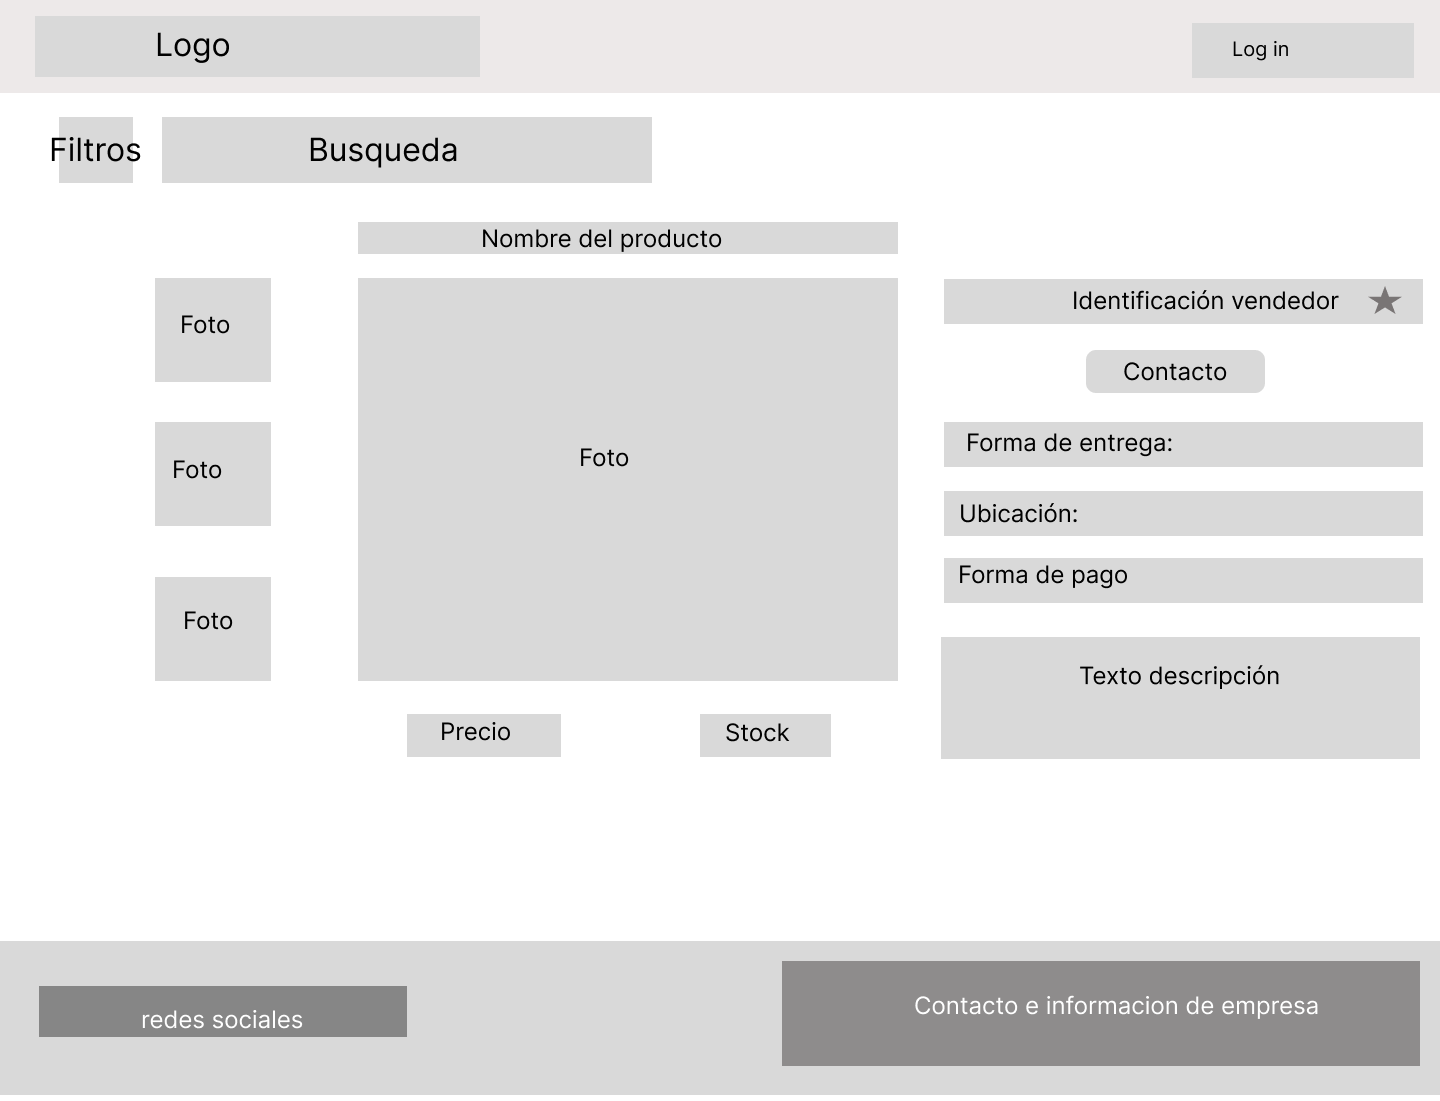 Logo
Log in
Filtros
Busqueda
Nombre del producto
Foto
Foto
Foto
Foto
Precio
Stock
Identificación vendedor
Contacto
Forma de entrega:
Ubicación:
Forma de pago
Texto descripción
redes sociales
Contacto e informacion de empresa